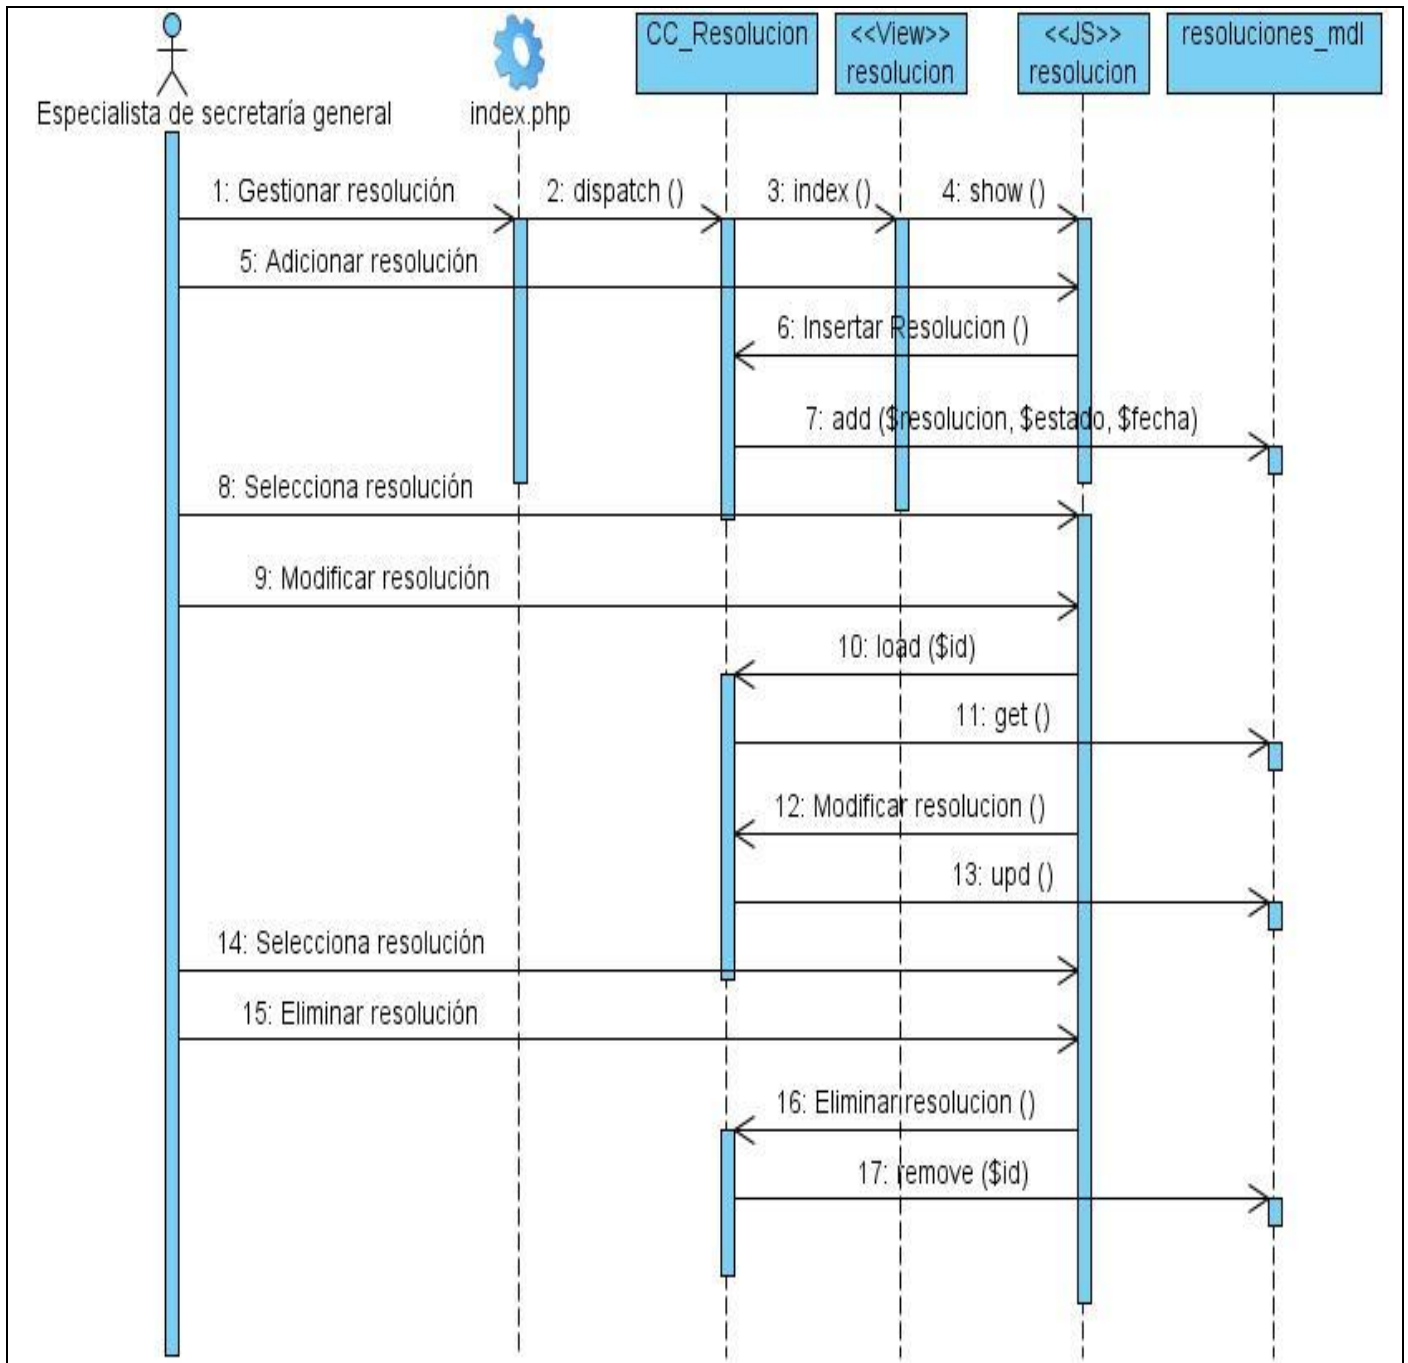 CC_Resolucion
<<View>>
resolucion
<<JS>>
resolucion
resoluciones_mdl
Especialista de secretaría general
index.php
1: Gestionar resolución
2: dispatch ()
3: index ()
4: show ()
5: Adicionar resolución
6: Insertar Resolucion ()
7: add ($resolucion, $estado, $fecha)
8: Selecciona resolución
9: Modificar resolución
10: load ($id)
11: get ()
12: Modificar resolucion ()
13: upd ()
14: Selecciona resolución
15: Eliminar resolución
16: Eliminar resolucion ()
17: remove ($id)